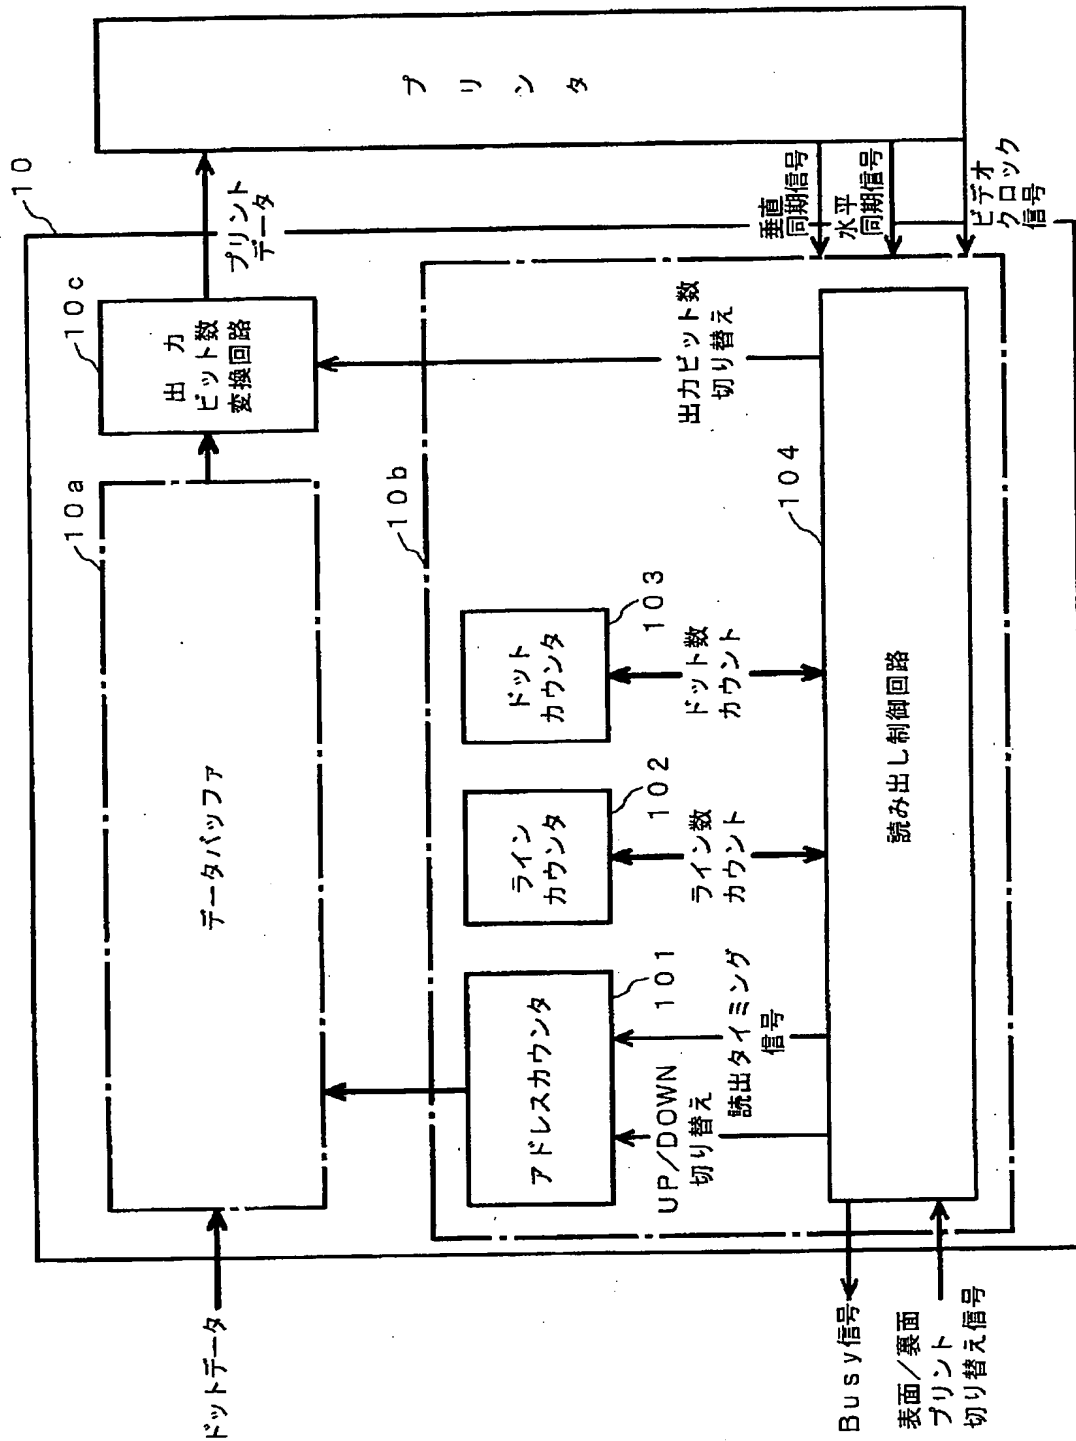 ドットデータ
データバッファ
10a
出力
ビット数
変換回路
10c
プリント
データ
10
プリンタ
アドレスカウンタ
101
ライン
カウンタ
102
ドット
カウンタ
103
10b
UP/DOWN
切り替え
読出タイミング
信号
ライン数
カウント
ドット数
カウント
出力ビット数
切り替え
104
垂直
同期信号
水平
同期信号
ビデオ
クロック
信号
読み出し制御回路
Busy信号
表面/裏面
プリント
切り替え信号